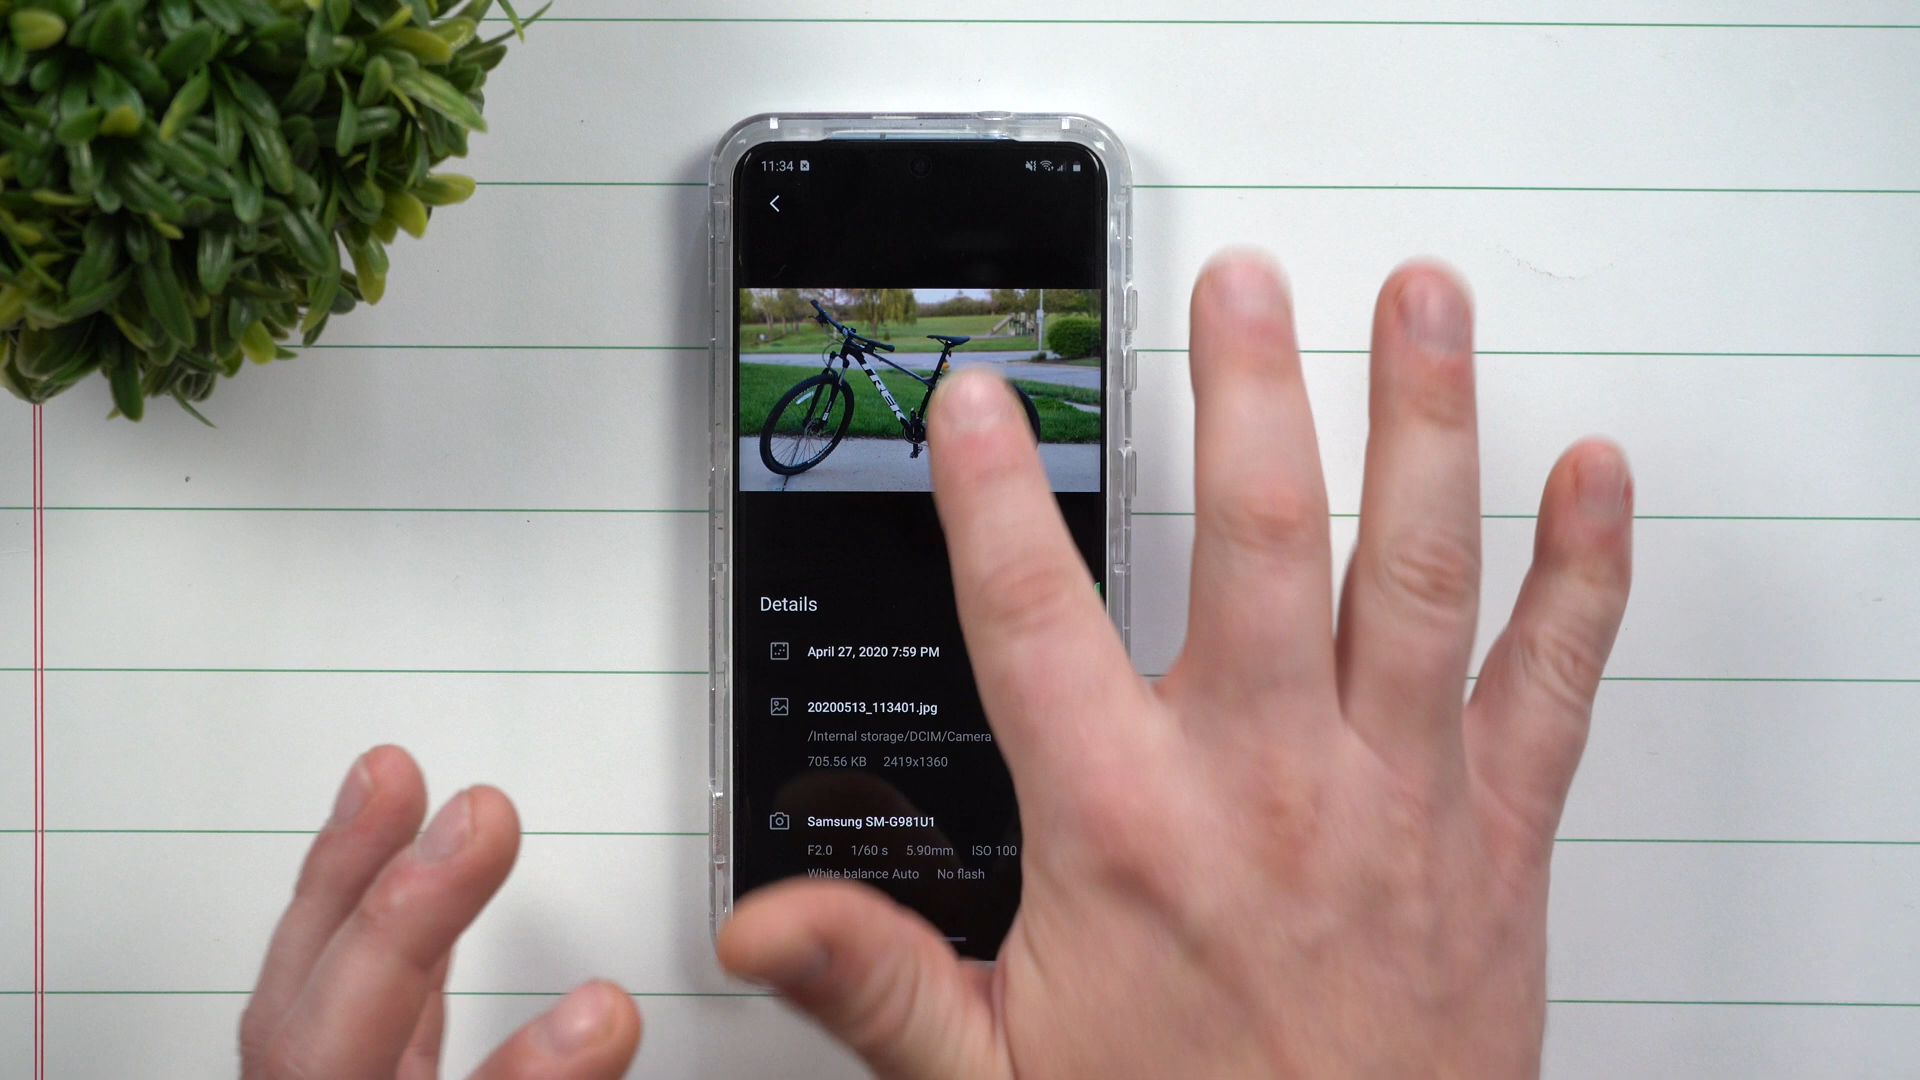 11:34
TREK
Details
April 27, 2020 7:59 PM
20200513_113401.jpg
/Internal storage/DCIM/Camera
705.56 KB 2419x1360
Samsung SM-G981U1
F2.0 1/60 s 5.90mm ISO 100
White balance Auto No flash